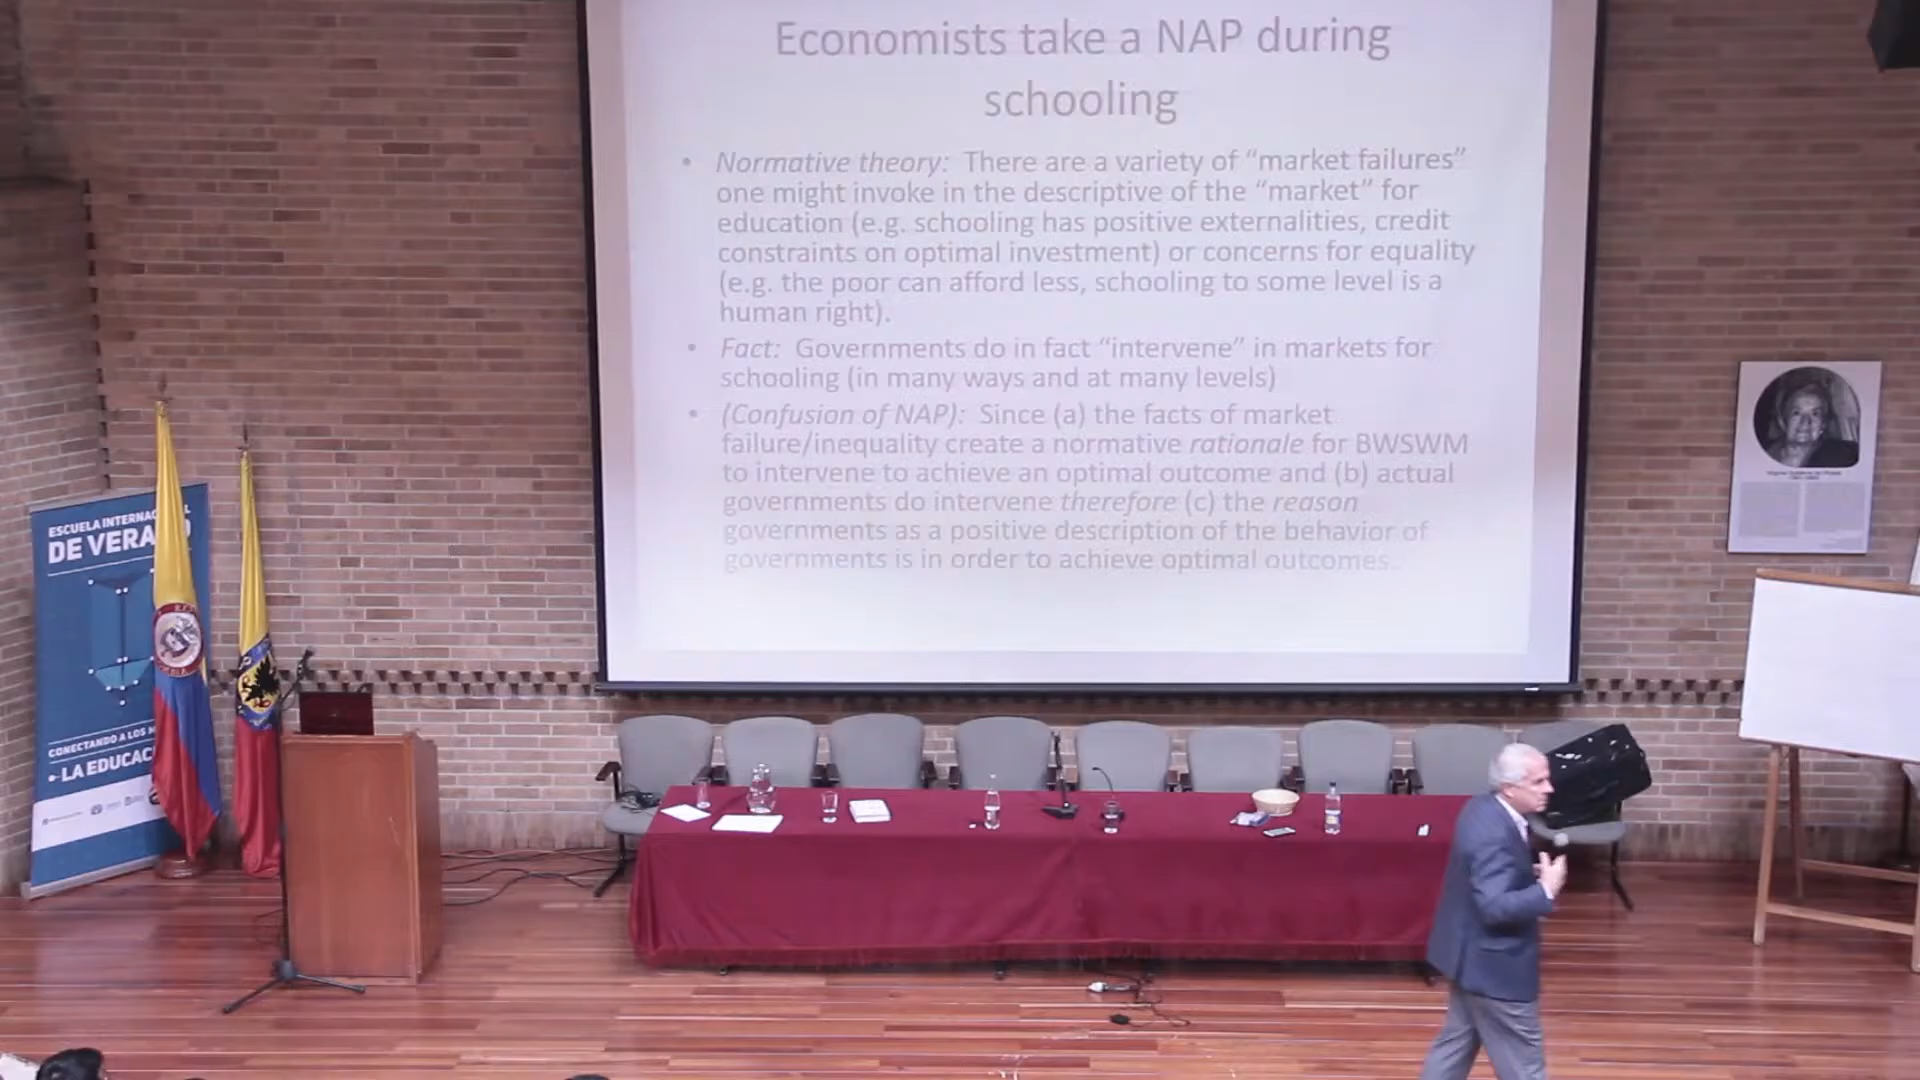 Economists take a NAP during
schooling
• Normative theory: There are a variety of “market failures”
one might invoke in the descriptive of the “market” for
education (e.g. schooling has positive externalities, credit
constraints on optimal investment) or concerns for equality
(e.g. the poor can afford less, schooling to some level is a
human right).
• Fact: Governments do in fact “intervene” in markets for
schooling (in many ways and at many levels)
• (Confusion of NAP): Since (a) the facts of market
failure/inequality create a normative rationale for BWSWM
to intervene to achieve an optimal outcome and (b) actual
governments do intervene therefore (c) the reason
governments as a positive description of the behavior of
governments is in order to achieve optimal outcomes.
ESCUELA
DE
CONECTANDO A LOS
LA